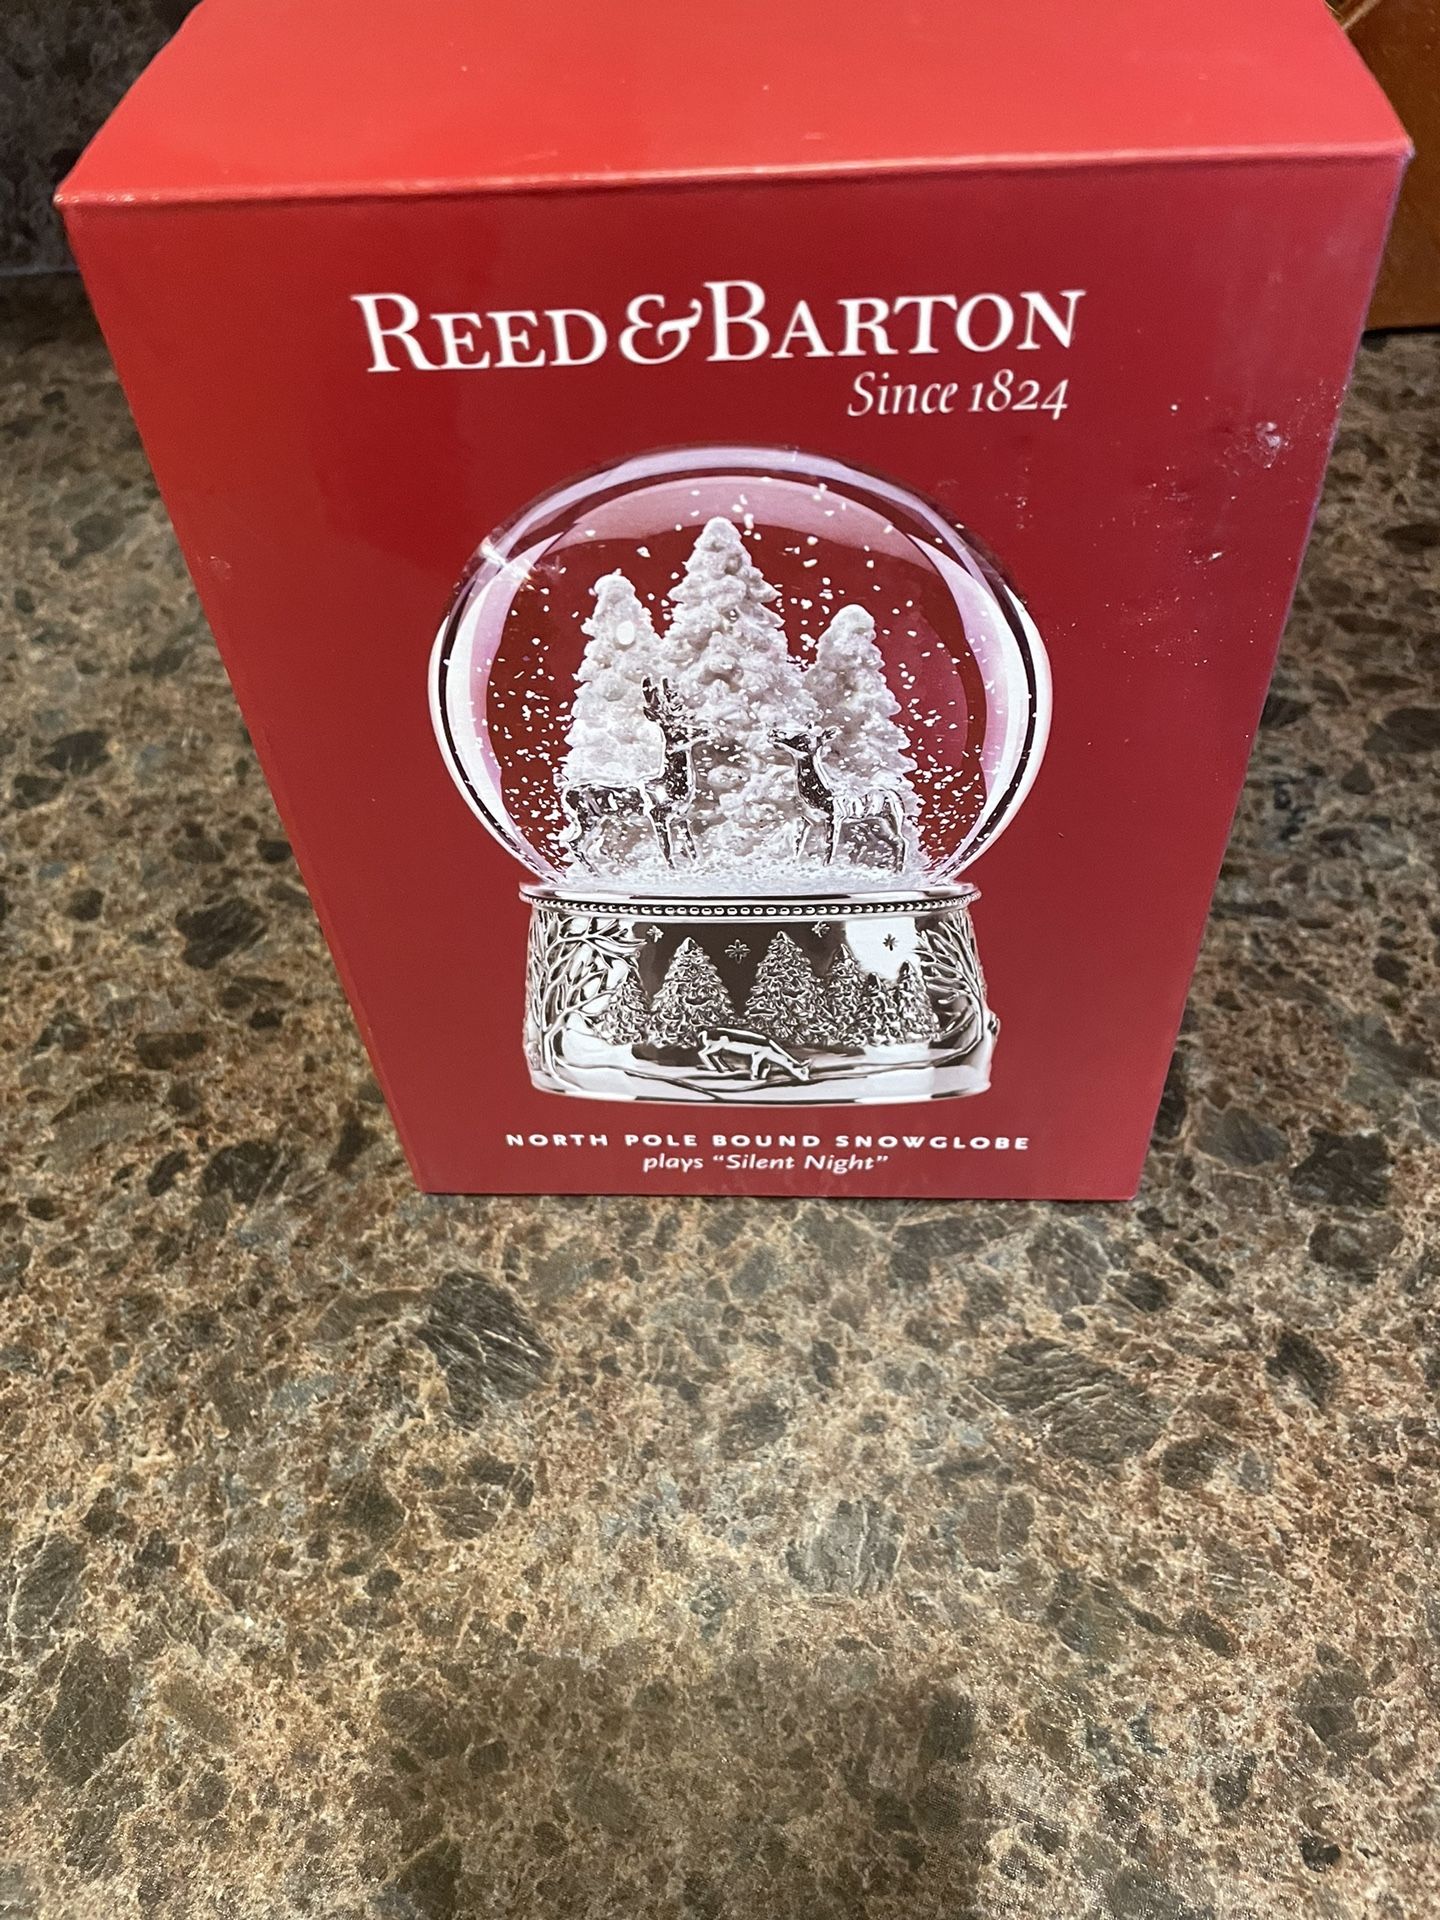 REED & BARTON
Since 1824
NORTH POLE BOUND SNOWGLOBE
plays “Silent Night”